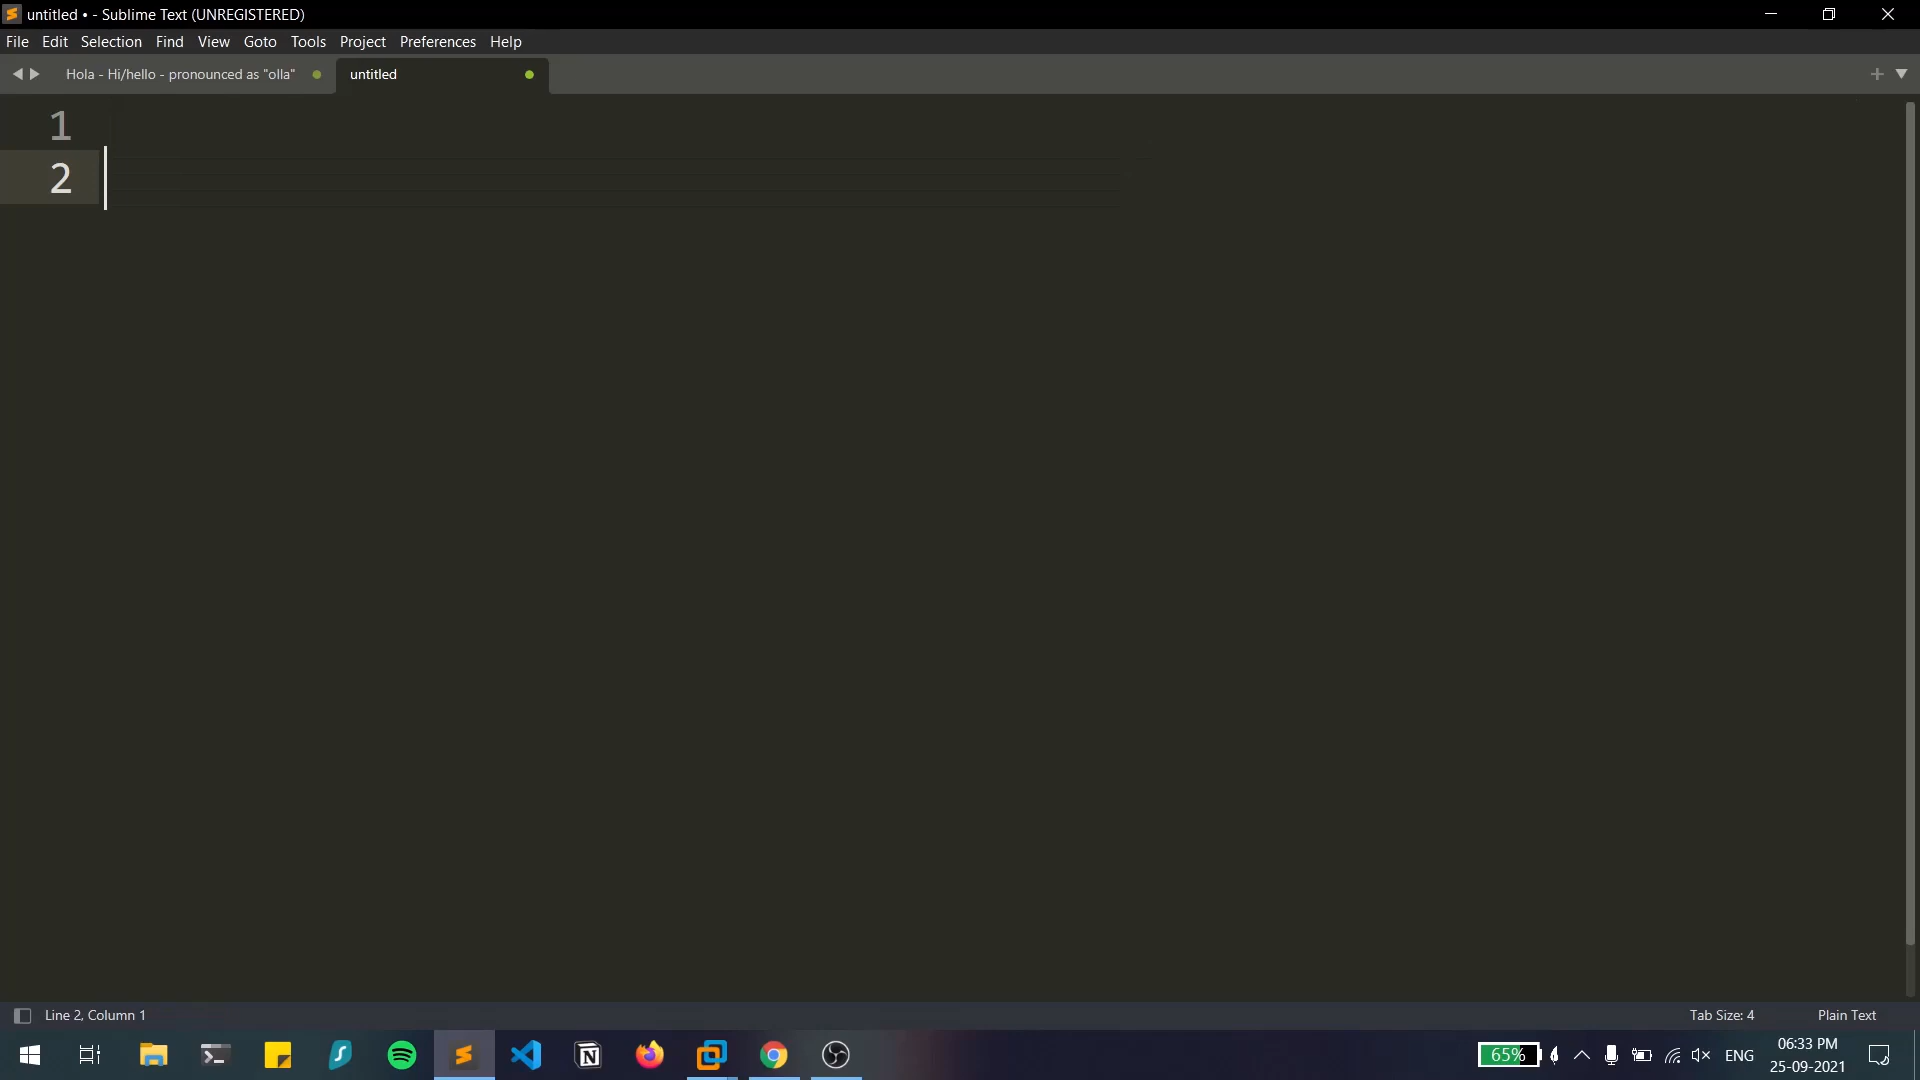 untitled • - Sublime Text (UNREGISTERED)
File Edit Selection Find View Goto Tools Project Preferences Help
Hola - Hi/hello - pronounced as "olla" untitled
1
2
Line 2, Column 1 Tab Size: 4 Plain Text
65% ENG 06:33 PM
25-09-2021